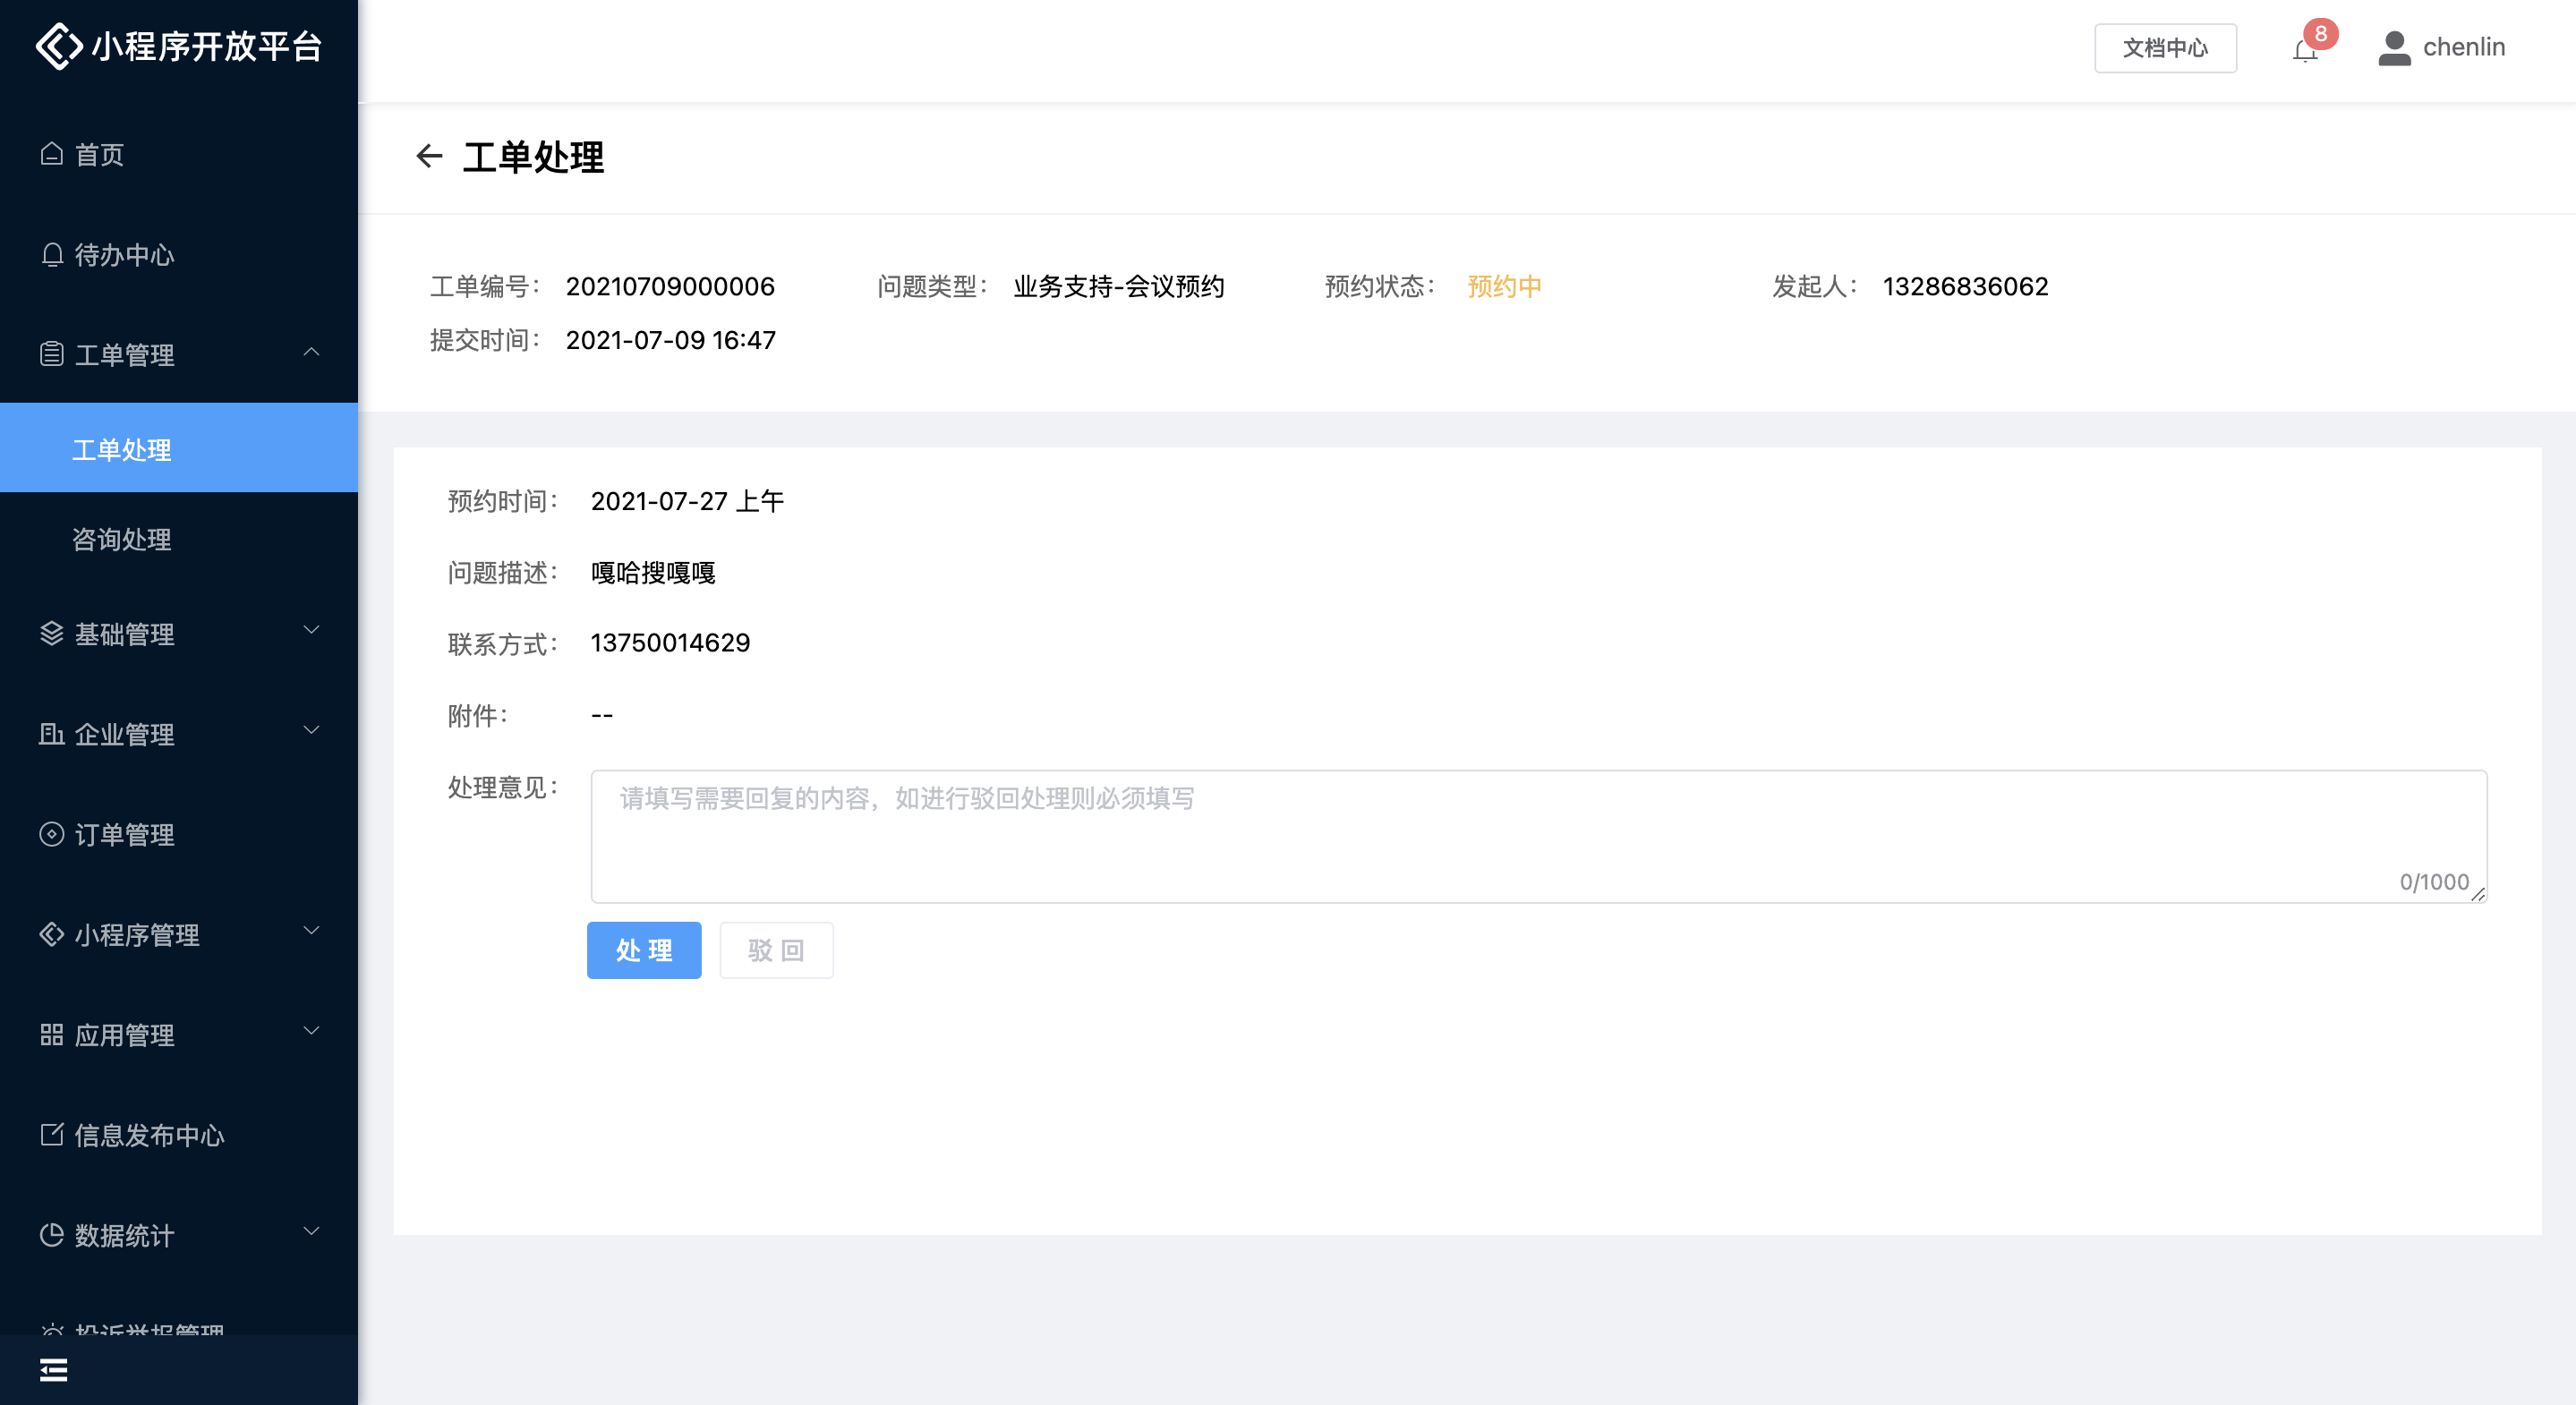 小程序开放平台
文档中心
8
chenlin
首页
待办中心
工单管理
工单处理
咨询处理
基础管理
企业管理
订单管理
小程序管理
应用管理
信息发布中心
数据统计
投诉举报管理
工单处理
工单编号： 20210709000006 问题类型： 业务支持-会议预约 预约状态： 预约中 发起人： 13286836062
提交时间： 2021-07-09 16:47
预约时间： 2021-07-27 上午
问题描述： 嘎哈搜嘎嘎
联系方式： 13750014629
附件： --
处理意见： 请填写需要回复的内容，如进行驳回处理则必须填写
0/1000
处 理 驳 回